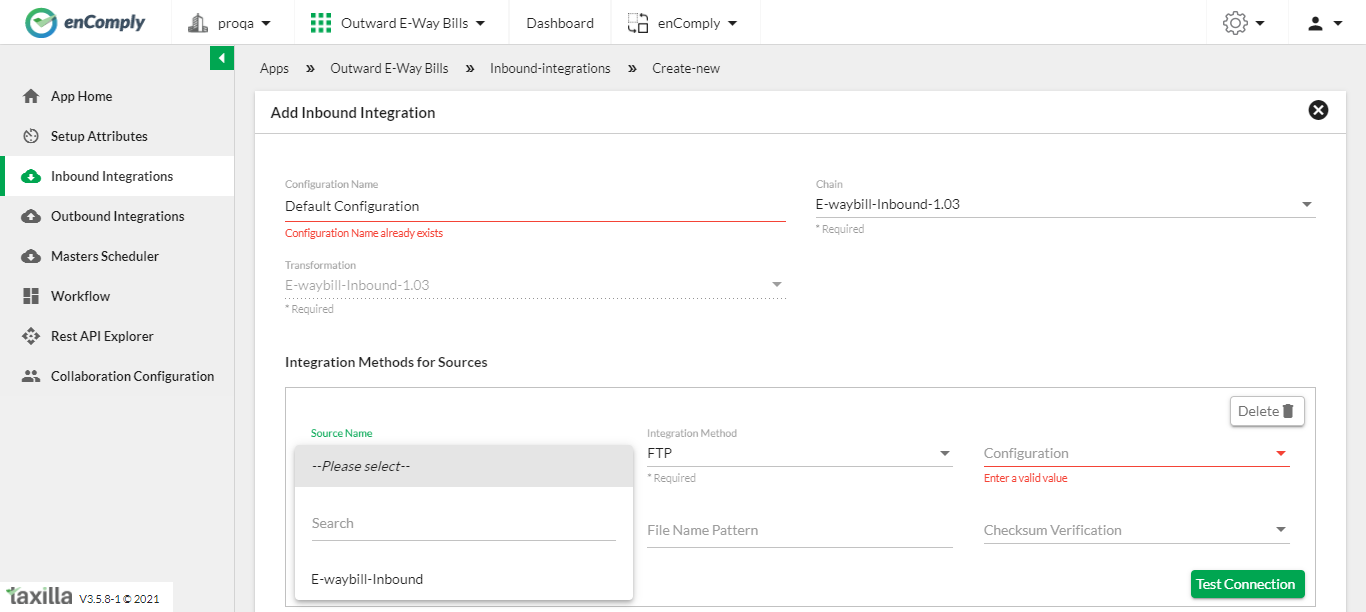 enComply proqa Outward E-Way Bills Dashboard enComply
Apps » Outward E-Way Bills » Inbound-integrations » Create-new
App Home
Setup Attributes
Inbound Integrations
Outbound Integrations
Masters Scheduler
Workflow
Rest API Explorer
Collaboration Configuration
taxilla V3.5.8-1 © 2021
Add Inbound Integration
Configuration Name
Default Configuration
Configuration Name already exists
Chain
E-waybill-Inbound-1.03
* Required
Transformation
E-waybill-Inbound-1.03
* Required
Integration Methods for Sources
Delete
Source Name
--Please select--
Search
E-waybill-Inbound
Integration Method
FTP
* Required
Configuration
Enter a valid value
File Name Pattern
Checksum Verification
Test Connection